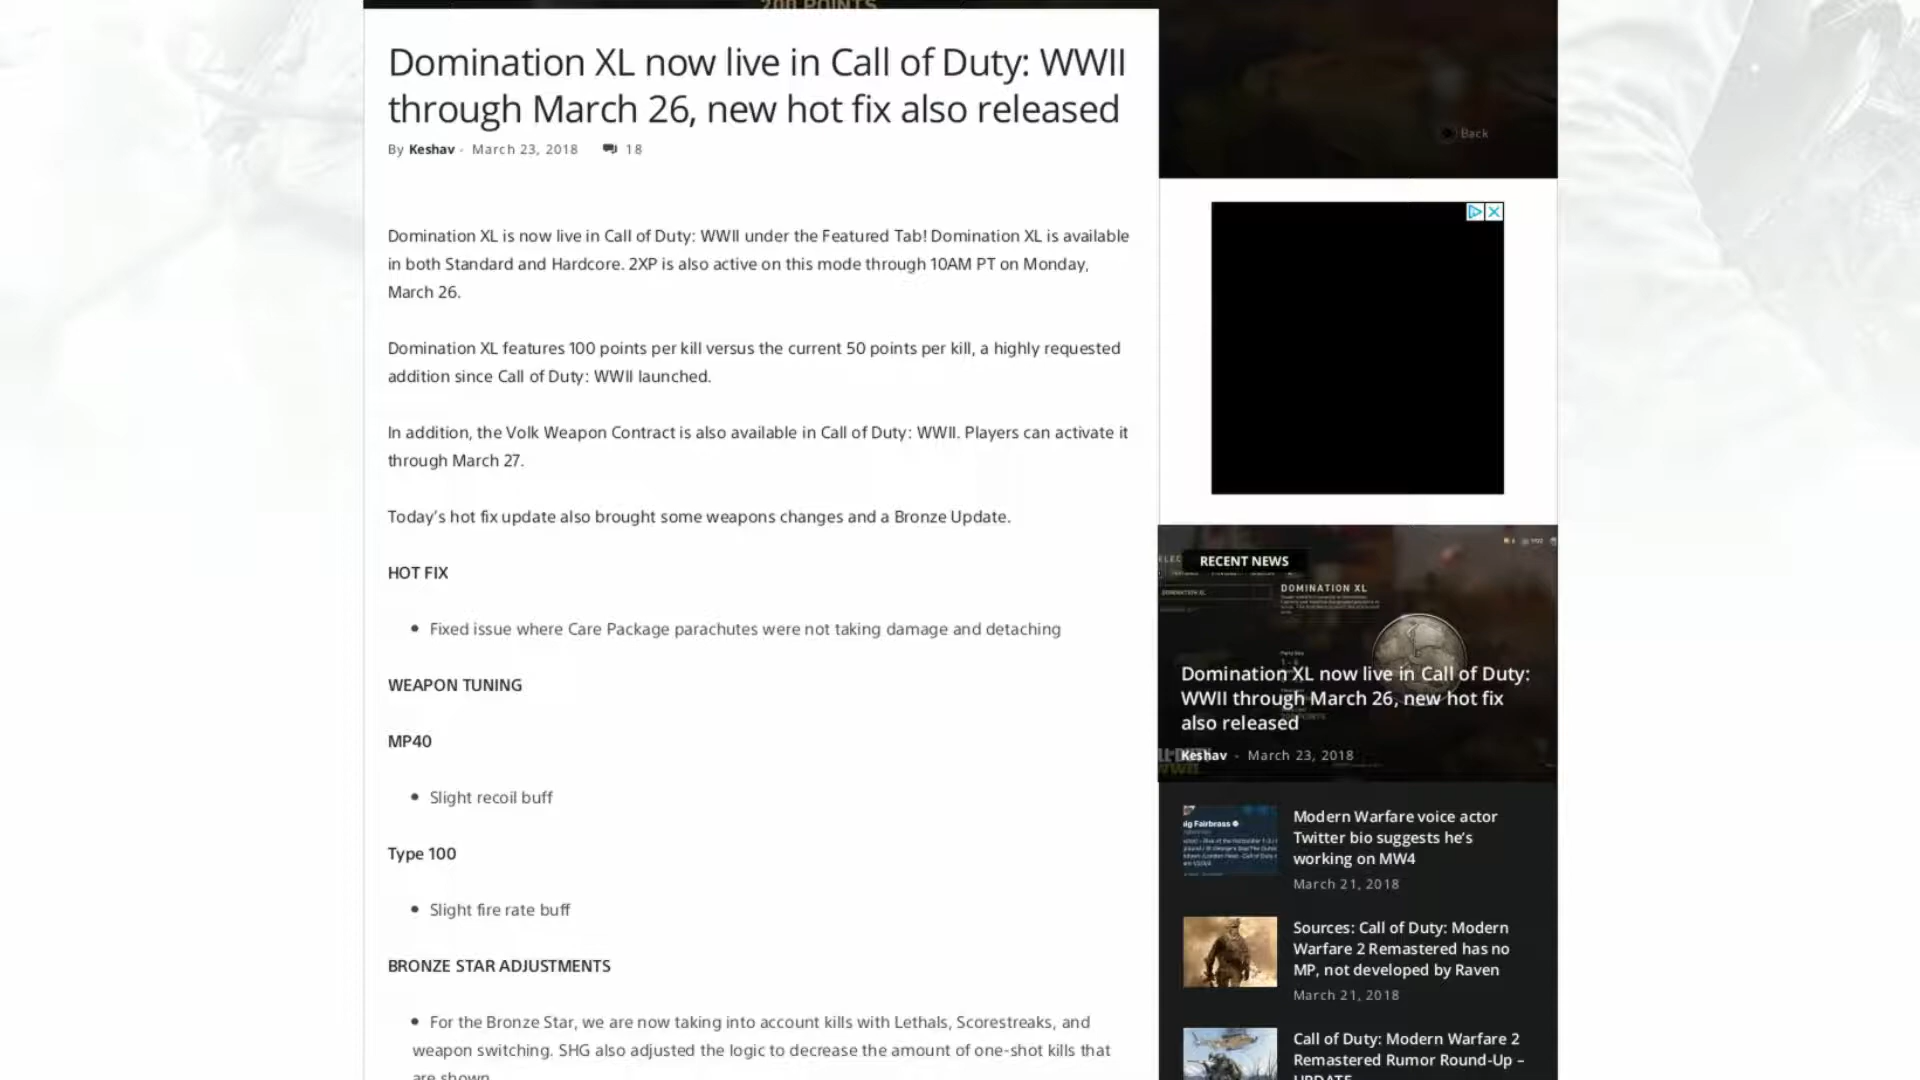 200 POINTS
Domination XL now live in Call of Duty: WWII
through March 26, new hot fix also released
By Keshav - March 23, 2018 18
Domination XL is now live in Call of Duty: WWII under the Featured Tab! Domination XL is available
in both Standard and Hardcore. 2XP is also active on this mode through 10AM PT on Monday,
March 26.
Domination XL features 100 points per kill versus the current 50 points per kill, a highly requested
addition since Call of Duty: WWII launched.
In addition, the Volk Weapon Contract is also available in Call of Duty: WWII. Players can activate it
through March 27.
Today’s hot fix update also brought some weapons changes and a Bronze Update.
HOT FIX
• Fixed issue where Care Package parachutes were not taking damage and detaching
WEAPON TUNING
MP40
• Slight recoil buff
Type 100
• Slight fire rate buff
BRONZE STAR ADJUSTMENTS
• For the Bronze Star, we are now taking into account kills with Lethals, Scorestreaks, and
weapon switching. SHG also adjusted the logic to decrease the amount of one-shot kills that
are shown
Back
RECENT NEWS
DOMINATION XL
DOMINATION XL
Domination XL now live in Call of Duty:
WWII through March 26, new hot fix
also released
Keshav - March 23, 2018
ig Fairbrass
Modern Warfare voice actor
Twitter bio suggests he’s
working on MW4
March 21, 2018
Sources: Call of Duty: Modern
Warfare 2 Remastered has no
MP, not developed by Raven
March 21, 2018
Call of Duty: Modern Warfare 2
Remastered Rumor Round-Up –
UPDATE